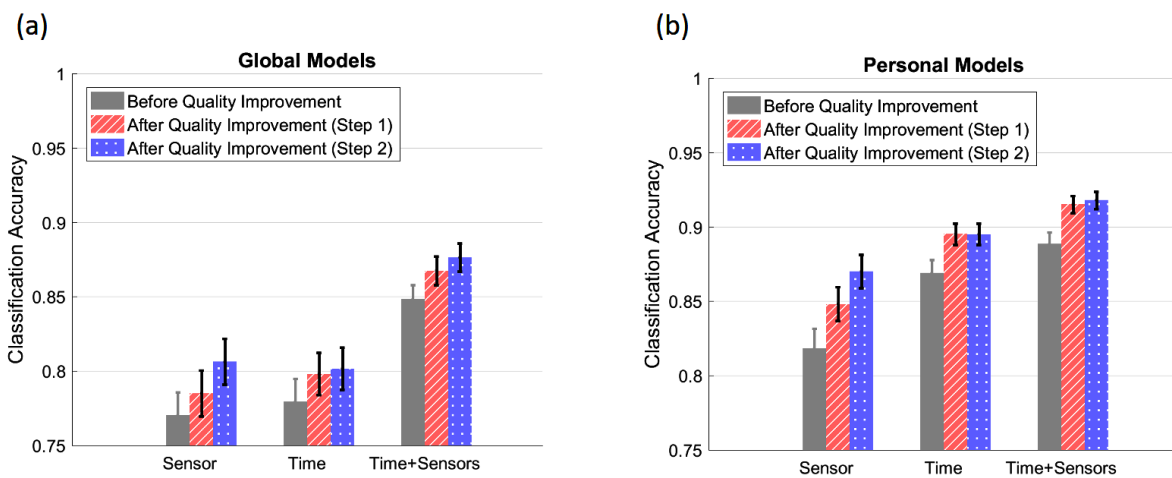 (a)
Global Models
Before Quality Improvement
After Quality Improvement (Step 1)
After Quality Improvement (Step 2)
Classification Accuracy
1
0.95
0.9
0.85
0.8
0.75
Sensor Time Time+Sensors
(b)
Personal Models
Before Quality Improvement
After Quality Improvement (Step 1)
After Quality Improvement (Step 2)
Classification Accuracy
1
0.95
0.9
0.85
0.8
0.75
Sensor Time Time+Sensors